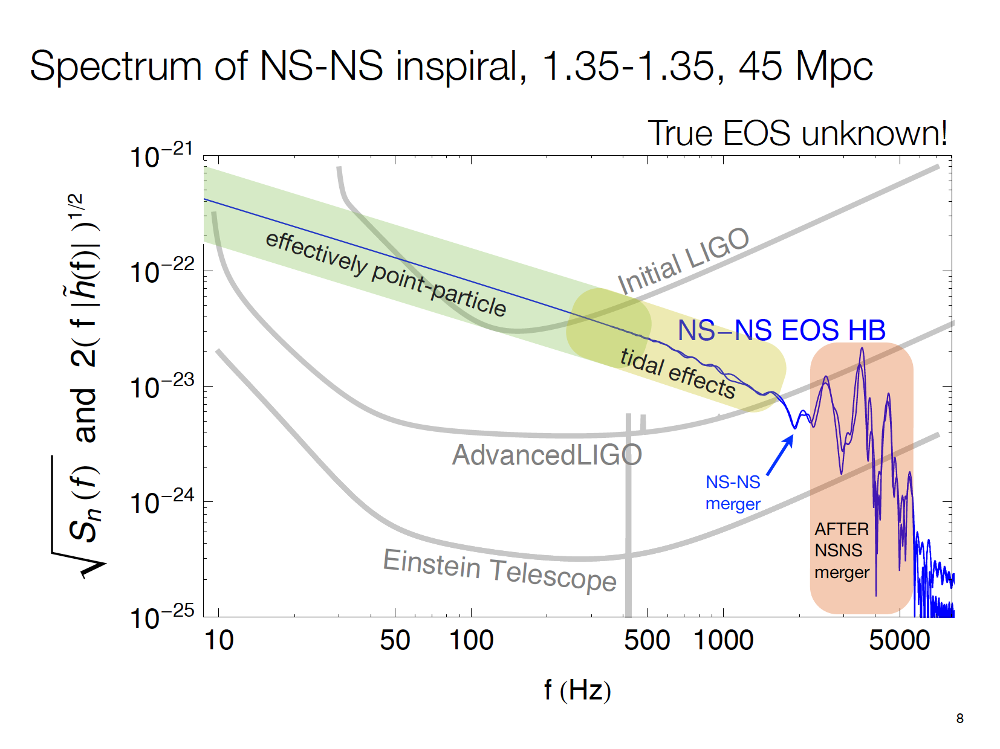 Spectrum of NS-NS inspiral, 1.35-1.35, 45 Mpc
True EOS unknown!
10⁻²¹
10⁻²²
10⁻²³
10⁻²⁴
10⁻²⁵
√Sₙ(f) and 2( f |h̃(f)| )^1/2
effectively point-particle
Initial LIGO
NS–NS EOS HB
tidal effects
AdvancedLIGO
NS-NS
merger
Einstein Telescope
AFTER
NSNS
merger
10 50 100 500 1000 5000
f (Hz)
8